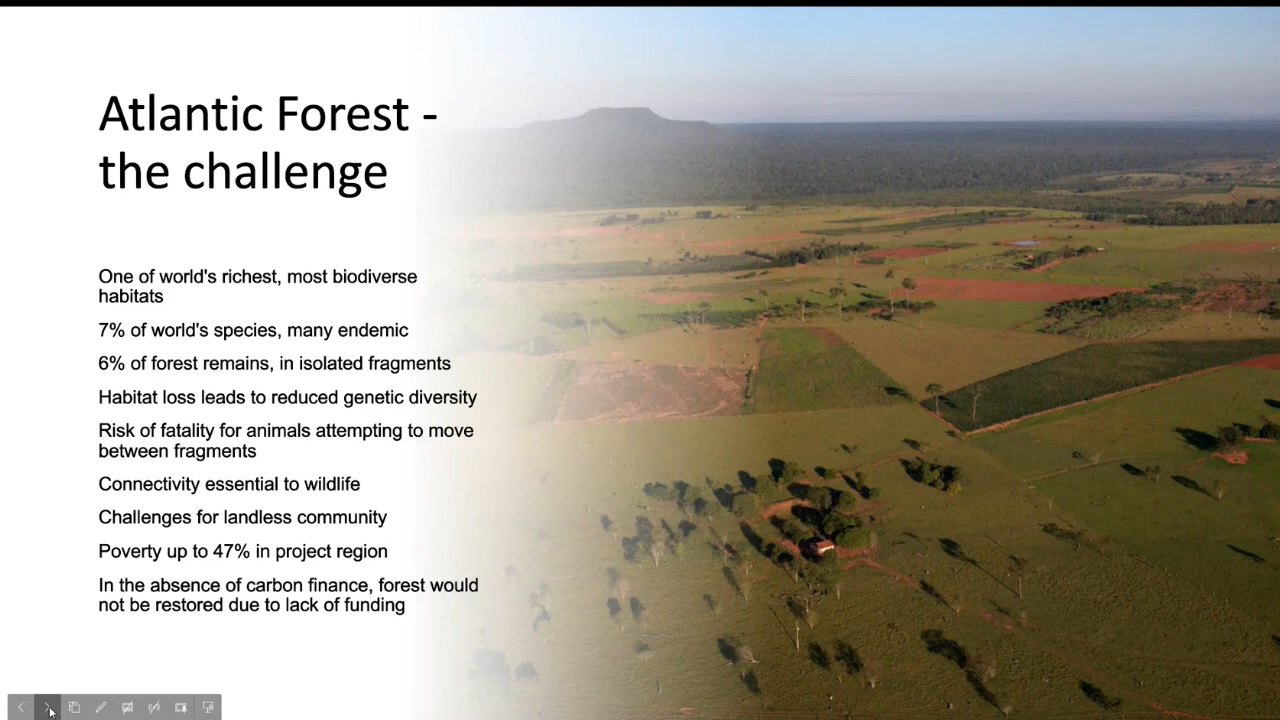 Atlantic Forest -
the challenge
One of world's richest, most biodiverse
habitats
7% of world's species, many endemic
6% of forest remains, in isolated fragments
Habitat loss leads to reduced genetic diversity
Risk of fatality for animals attempting to move
between fragments
Connectivity essential to wildlife
Challenges for landless community
Poverty up to 47% in project region
In the absence of carbon finance, forest would
not be restored due to lack of funding